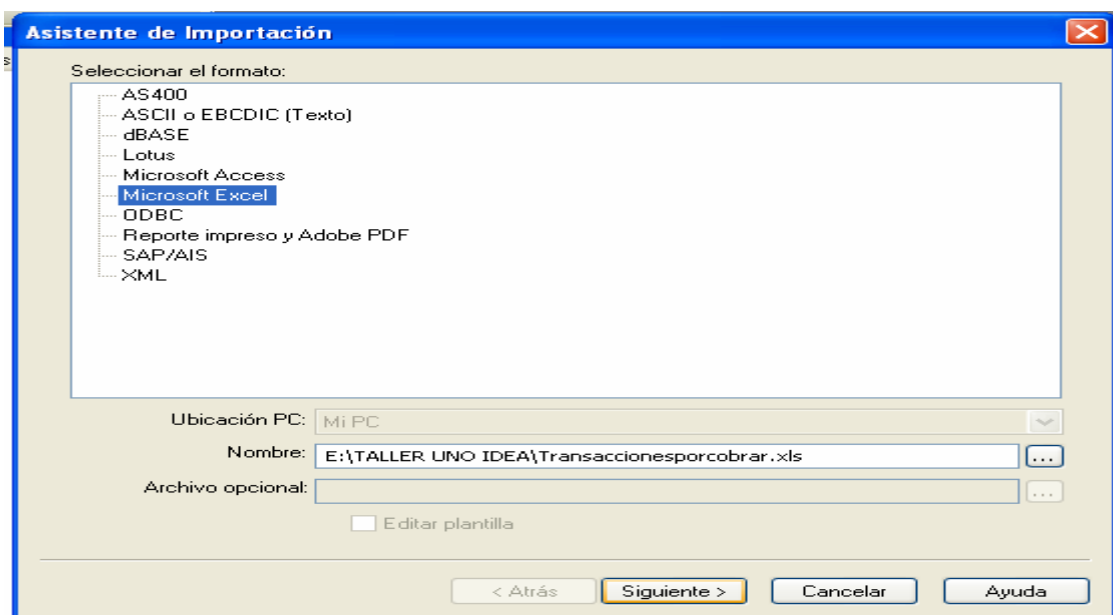 Asistente de Importación
s
Seleccionar el formato:
AS400
ASCII o EBCDIC (Texto)
dBASE
Lotus
Microsoft Access
Microsoft Excel
ODBC
Reporte impreso y Adobe PDF
SAP/AIS
XML
Ubicación PC: Mi PC
Nombre: E:\TALLER UNO IDEA\Transaccionesporcobrar.xls ...
Archivo opcional: ...
Editar plantilla
< Atrás Siguiente > Cancelar Ayuda